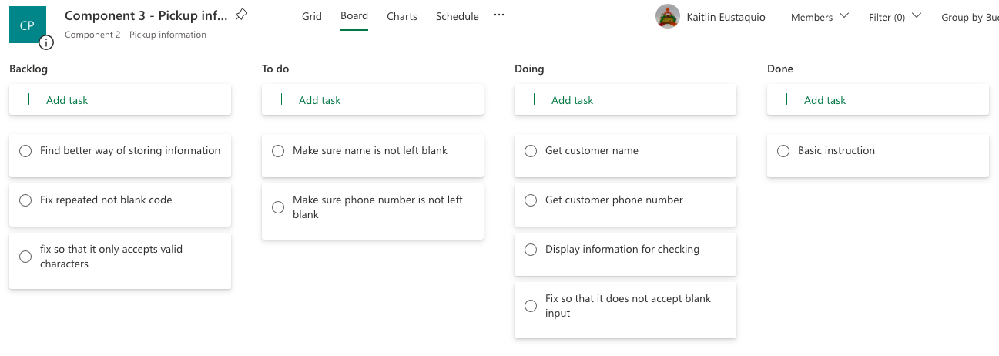 CP
Component 3 - Pickup inf...
Component 2 - Pickup information
Grid Board Charts Schedule ...
Kaitlin Eustaquio Members Filter (0) Group by Buc
Backlog
Add task
Find better way of storing information
Fix repeated not blank code
fix so that it only accepts valid
characters
To do
Add task
Make sure name is not left blank
Make sure phone number is not left
blank
Doing
Add task
Get customer name
Get customer phone number
Display information for checking
Fix so that it does not accept blank
input
Done
Add task
Basic instruction